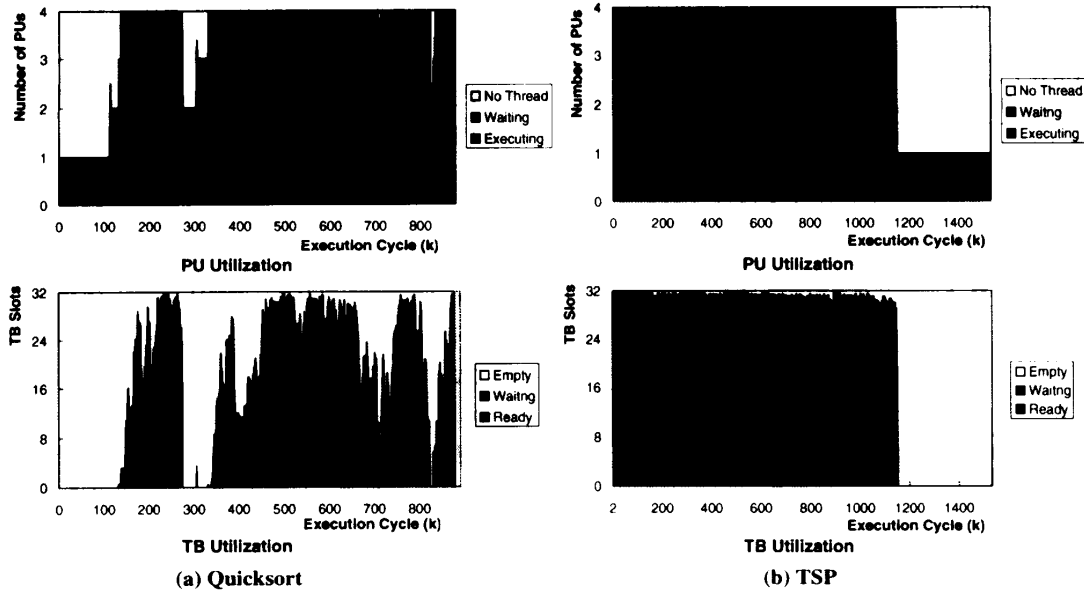 Number of PUs
4
3
2
1
0
No Thread
Waiting
Executing
0 100 200 300 400 500 600 700 800
Execution Cycle (k)
PU Utilization
TB Slots
32
24
16
8
0
Empty
Waitng
Ready
0 100 200 300 400 500 600 700 800
Execution Cycle (k)
TB Utilization
(a) Quicksort
Number of PUs
4
3
2
1
0
No Thread
Waitng
Executing
0 200 400 600 800 1000 1200 1400
Execution Cycle (k)
PU Utilization
TB Slots
32
24
16
8
0
Empty
Waitng
Ready
2 200 400 600 800 1000 1200 1400
Execution Cycle (k)
TB Utilization
(b) TSP